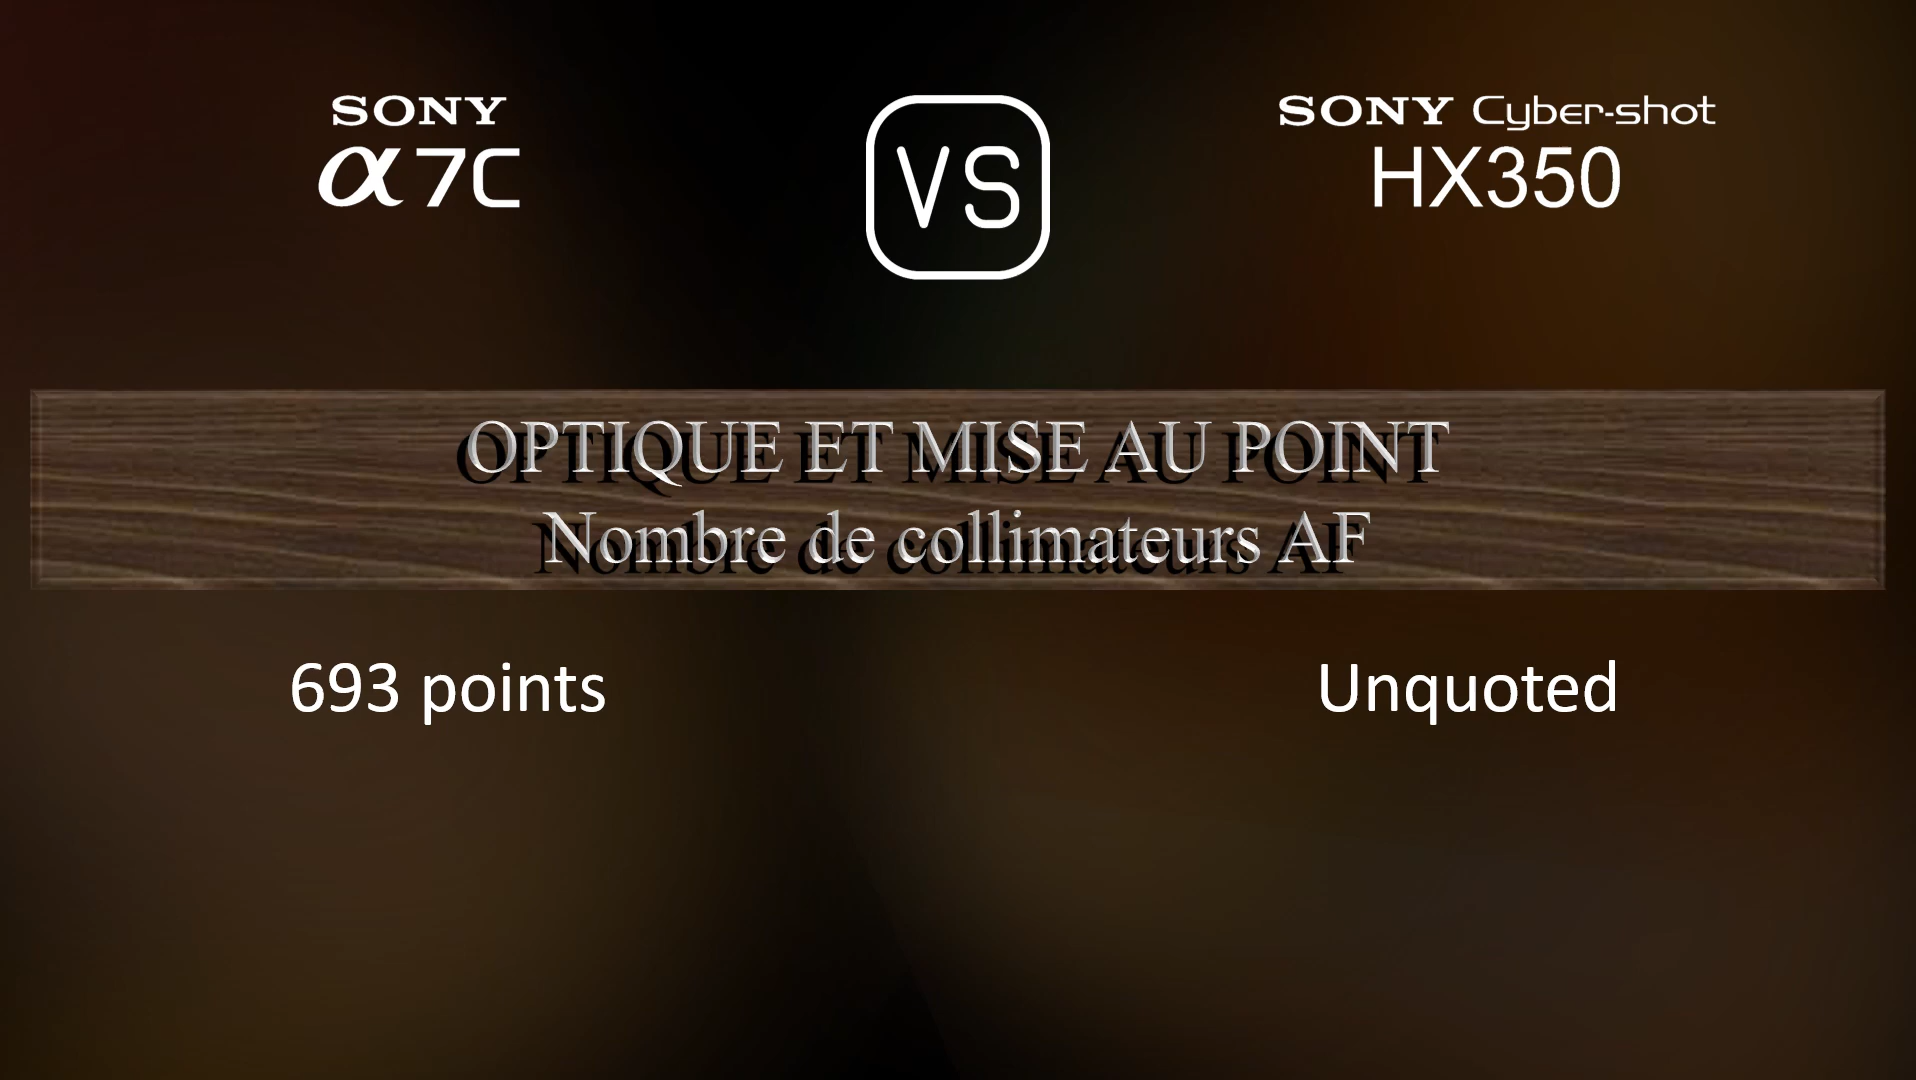 SONY
α7C
VS
SONY Cyber-shot
HX350
OPTIQUE ET MISE AU POINT
Nombre de collimateurs AF
693 points
Unquoted